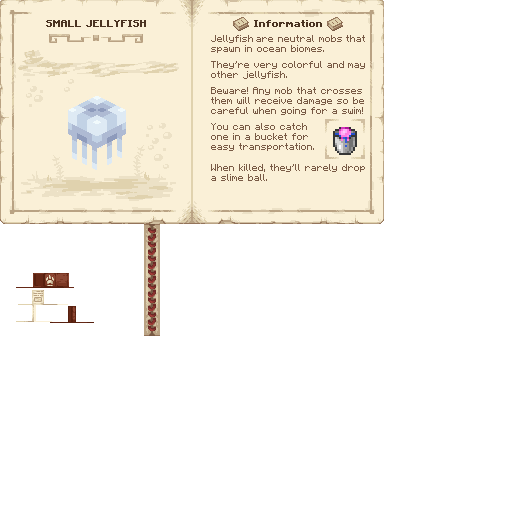 SMALL JELLYFISH
Information
Jellyfish are neutral mobs that
spawn in ocean biomes.
They're very colorful and may
other jellyfish.
Beware! Any mob that crosses
them will receive damage so be
careful when going for a swim!
You can also catch
one in a bucket for
easy transportation.
When killed, they'll rarely drop
a slime ball.